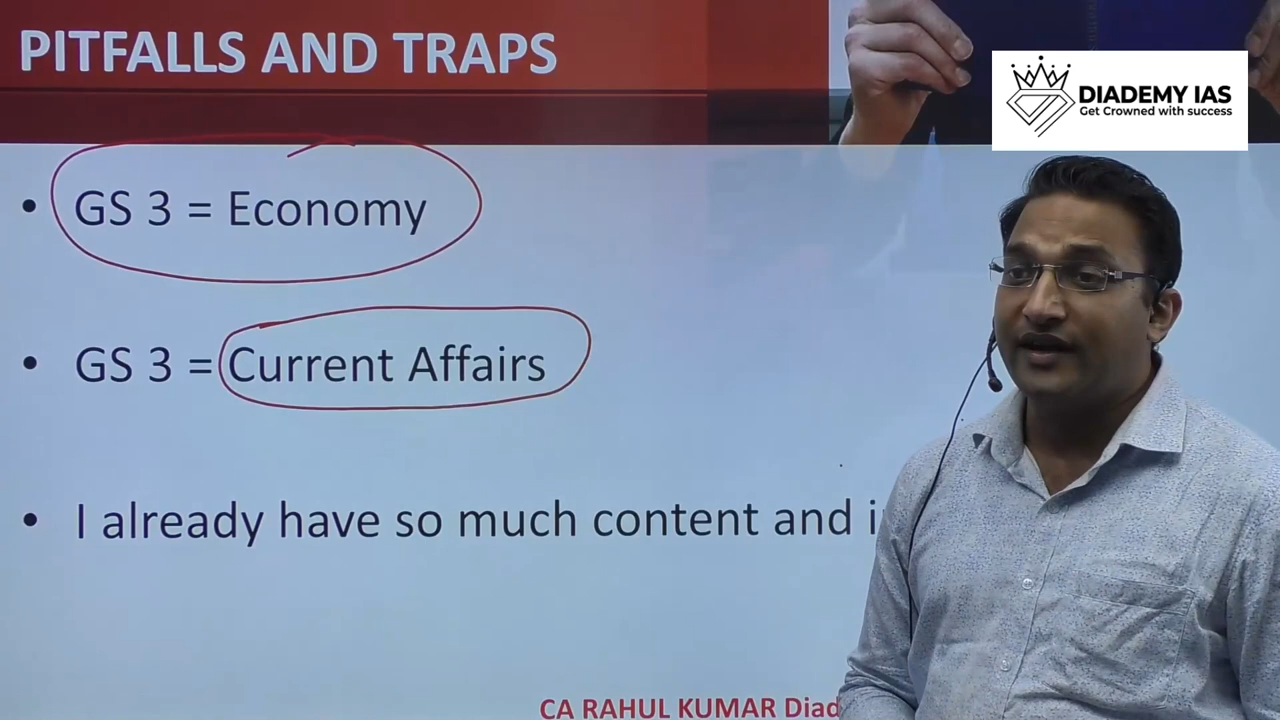 PITFALLS AND TRAPS
DIADEMY IAS
Get Crowned with success
• GS 3 = Economy
• GS 3 = Current Affairs
• I already have so much content and
CA RAHUL KUMAR Diad